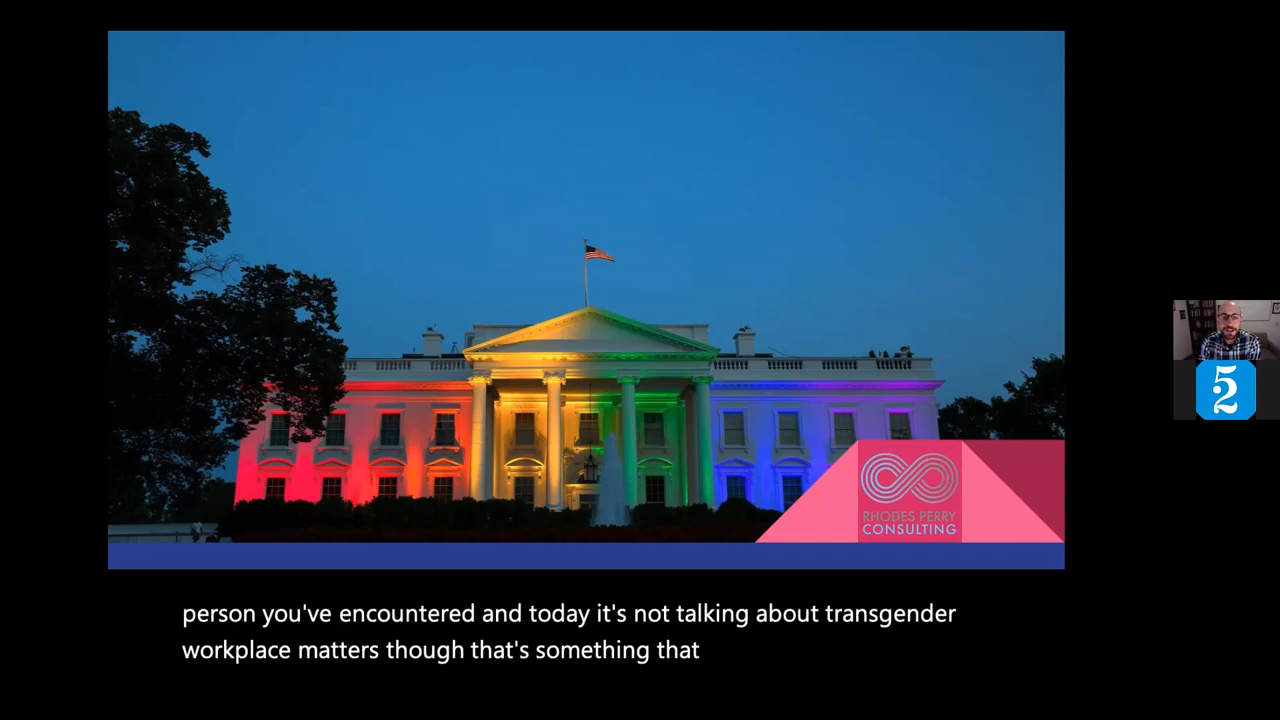 RHODES PERRY
CONSULTING
5
person you've encountered and today it's not talking about transgender
workplace matters though that's something that